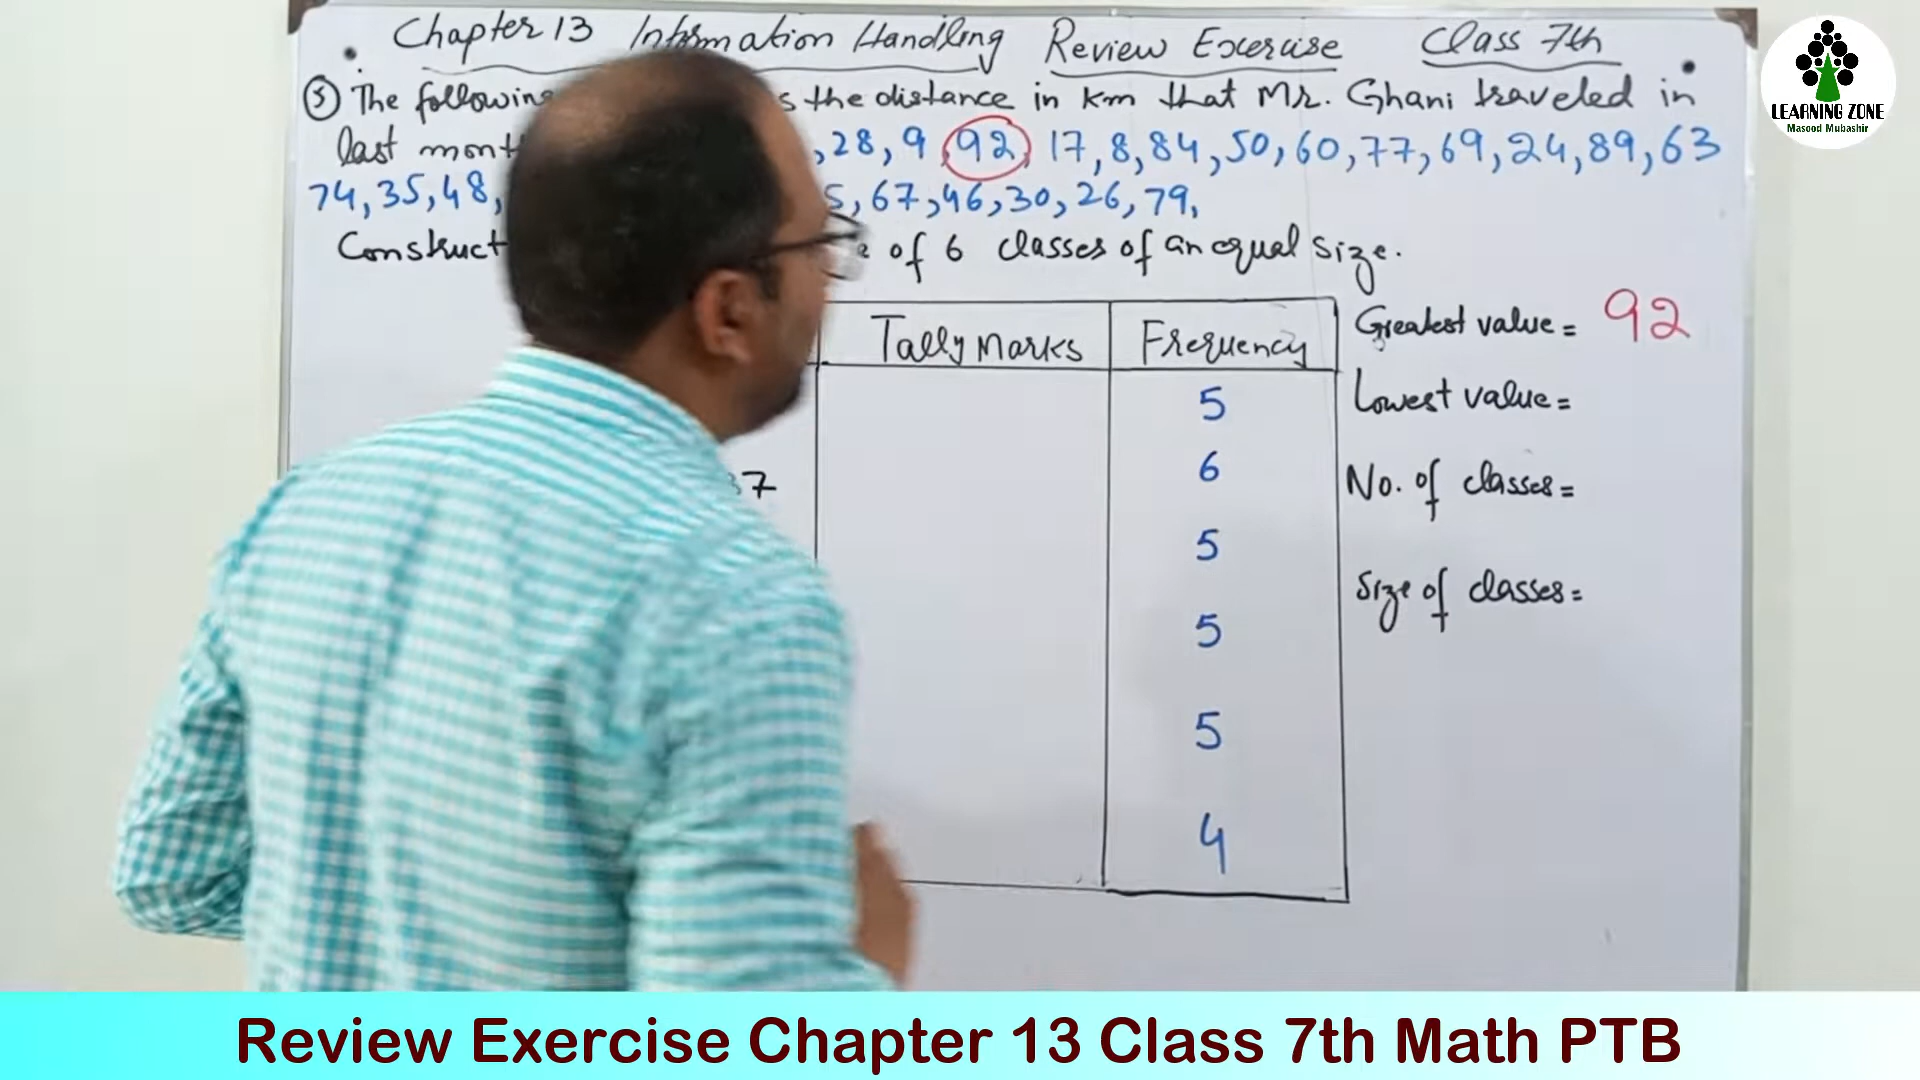 Chapter 13 Information Handling Review Exercise Class 7th
LEARNING ZONE
Masood Mubashir
⑤ The following the distance in km that Mr. Ghani traveled in
last , 28, 9, 92, 17, 8, 84, 50, 60, 77, 69, 24, 89, 63
74, 35, 48, 5, 67, 46, 30, 26, 79,
Construct of 6 classes of an equal size.
Tally Marks Frequency
5
6
5
5
5
4
37
Greatest value = 92
Lowest value =
No. of classes =
Size of classes =
Review Exercise Chapter 13 Class 7th Math PTB